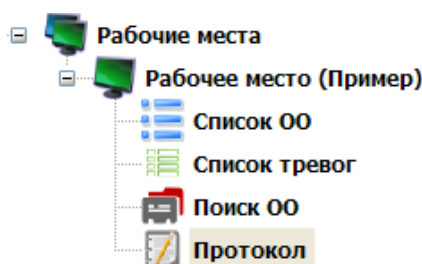 Рабочие места
Рабочее место (Пример)
Список ОО
Список тревог
Поиск ОО
Протокол